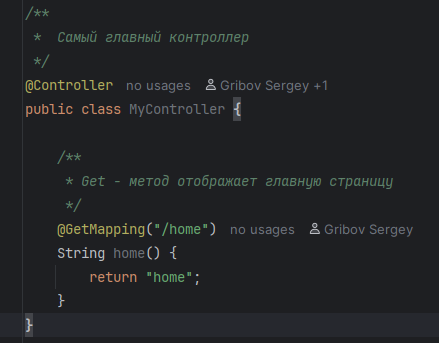 /**
 *  Самый главный контроллер
 */
@Controller  no usages  Gribov Sergey +1
public class MyController {
    /**
     * Get - метод отображает главную страницу
     */
    @GetMapping("/home")  no usages  Gribov Sergey
    String home() {
        return "home";
    }
}